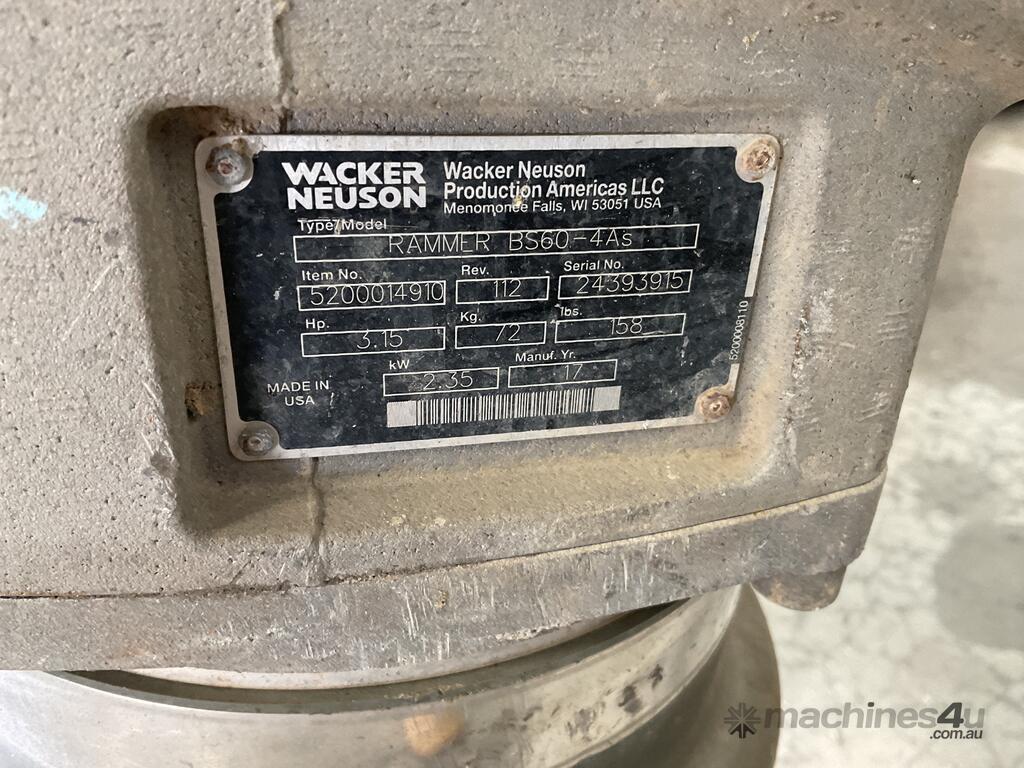 WACKER
NEUSON
Wacker Neuson
Production Americas LLC
Menomonee Falls, WI 53051 USA
Type/Model
RAMMER BS60-4As
Item No. Rev. Serial No.
5200014910 112 24393915
Hp. Kg. lbs.
3.15 72 158
kW Manuf. Yr.
2.35 17
MADE IN
USA
5200008110
machines4u
.com.au